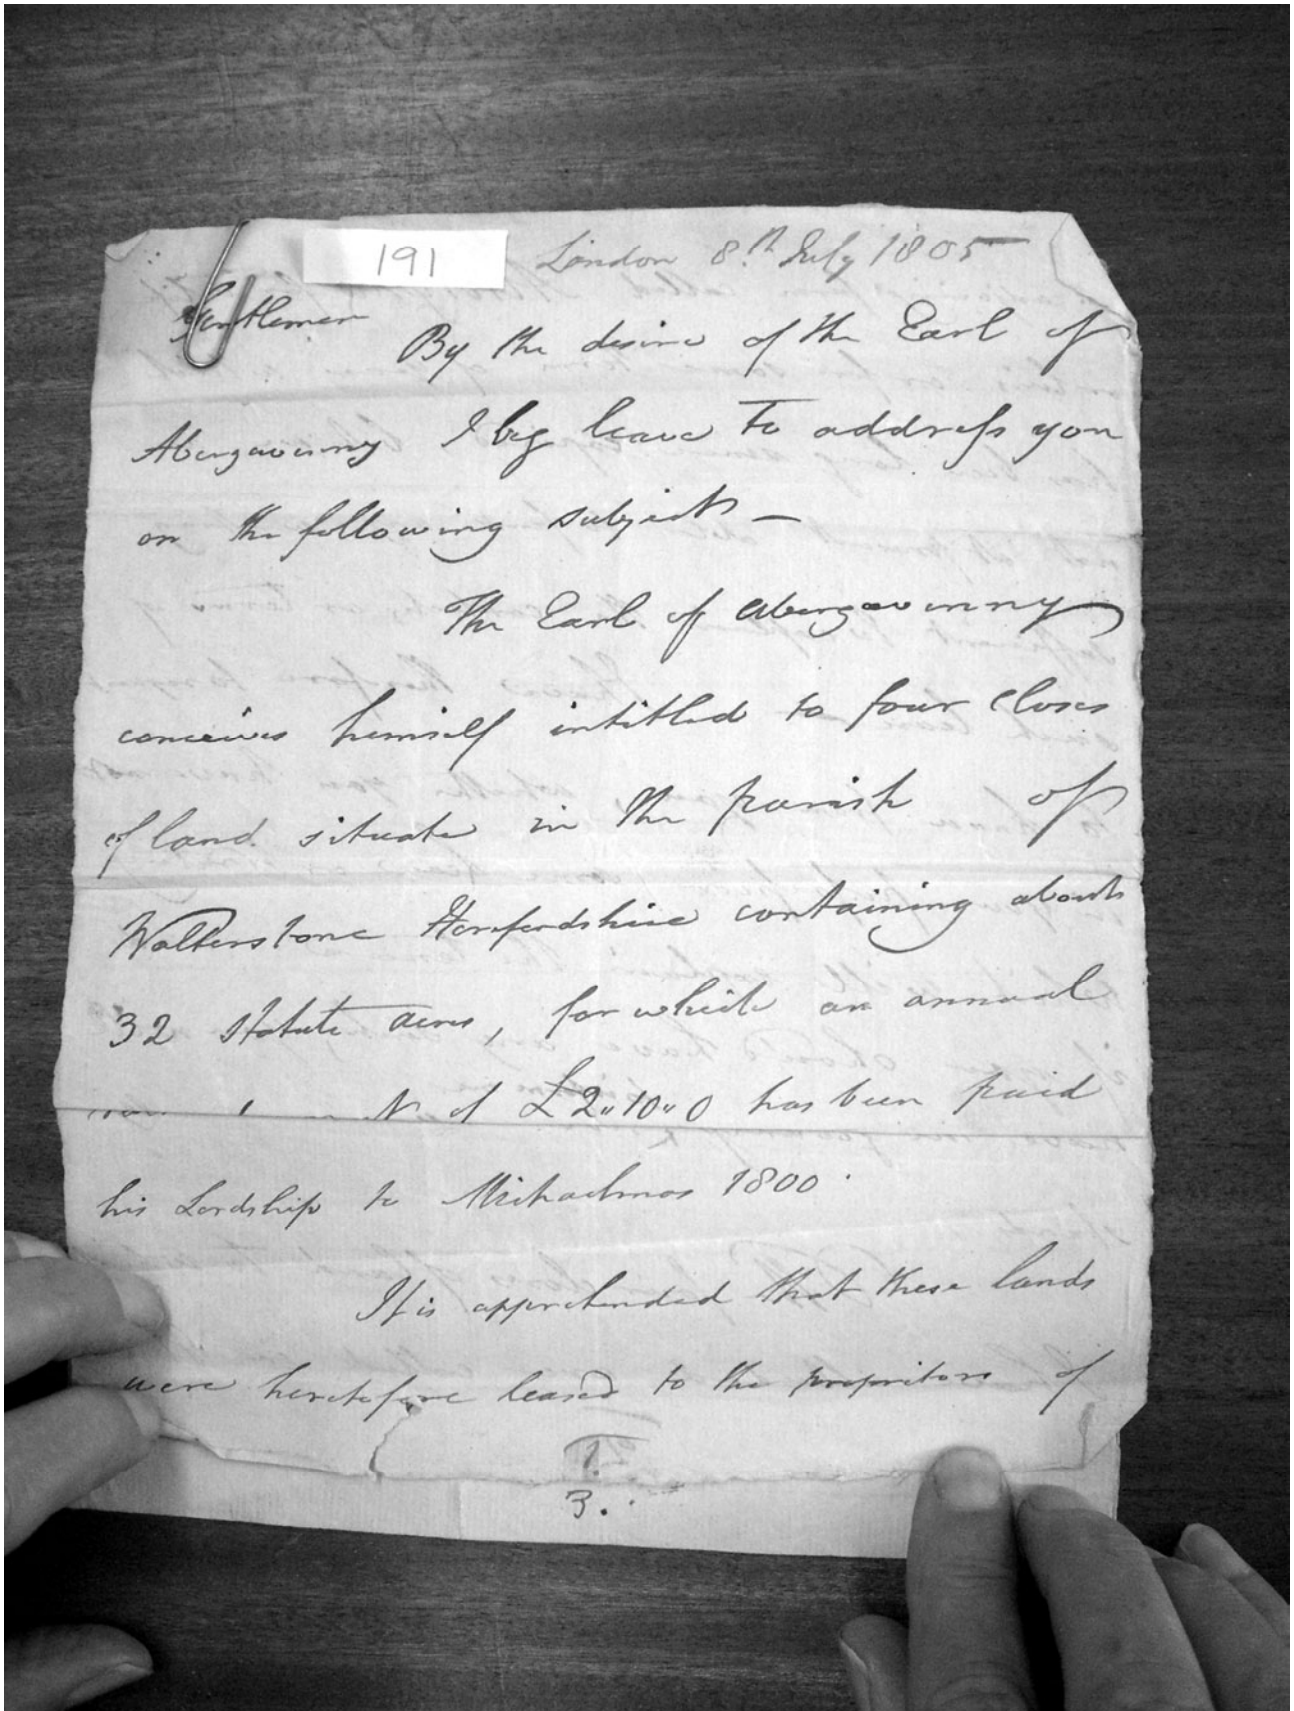 191
London 8th July 1805
Gentlemen
By the desire of the Earl of
Abergavenny I beg leave to address you
on the following subject —
The Earl of Abergavenny
conceives himself intitled to four closes
of land situate in the parish of
Walterstone Herefordshire containing about
32 statute acres, for which an annual
of £2〃10〃0 has been paid
his Lordship to Michaelmas 1800.
It is apprehended that these lands
were heretofore leased to the propritors of
1.
3.